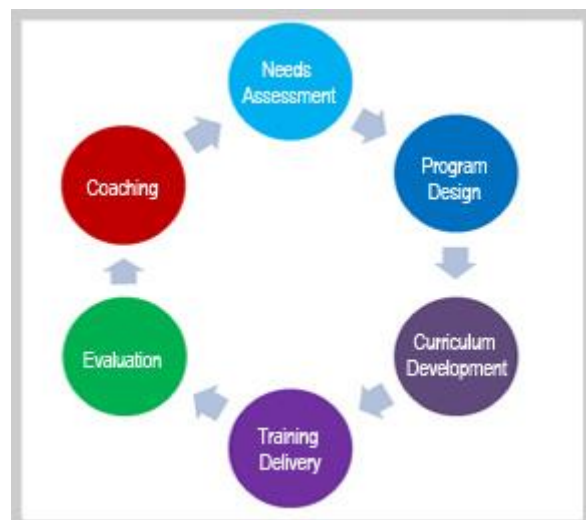 Needs
Assessment
Program
Design
Curriculum
Development
Training
Delivery
Evaluation
Coaching